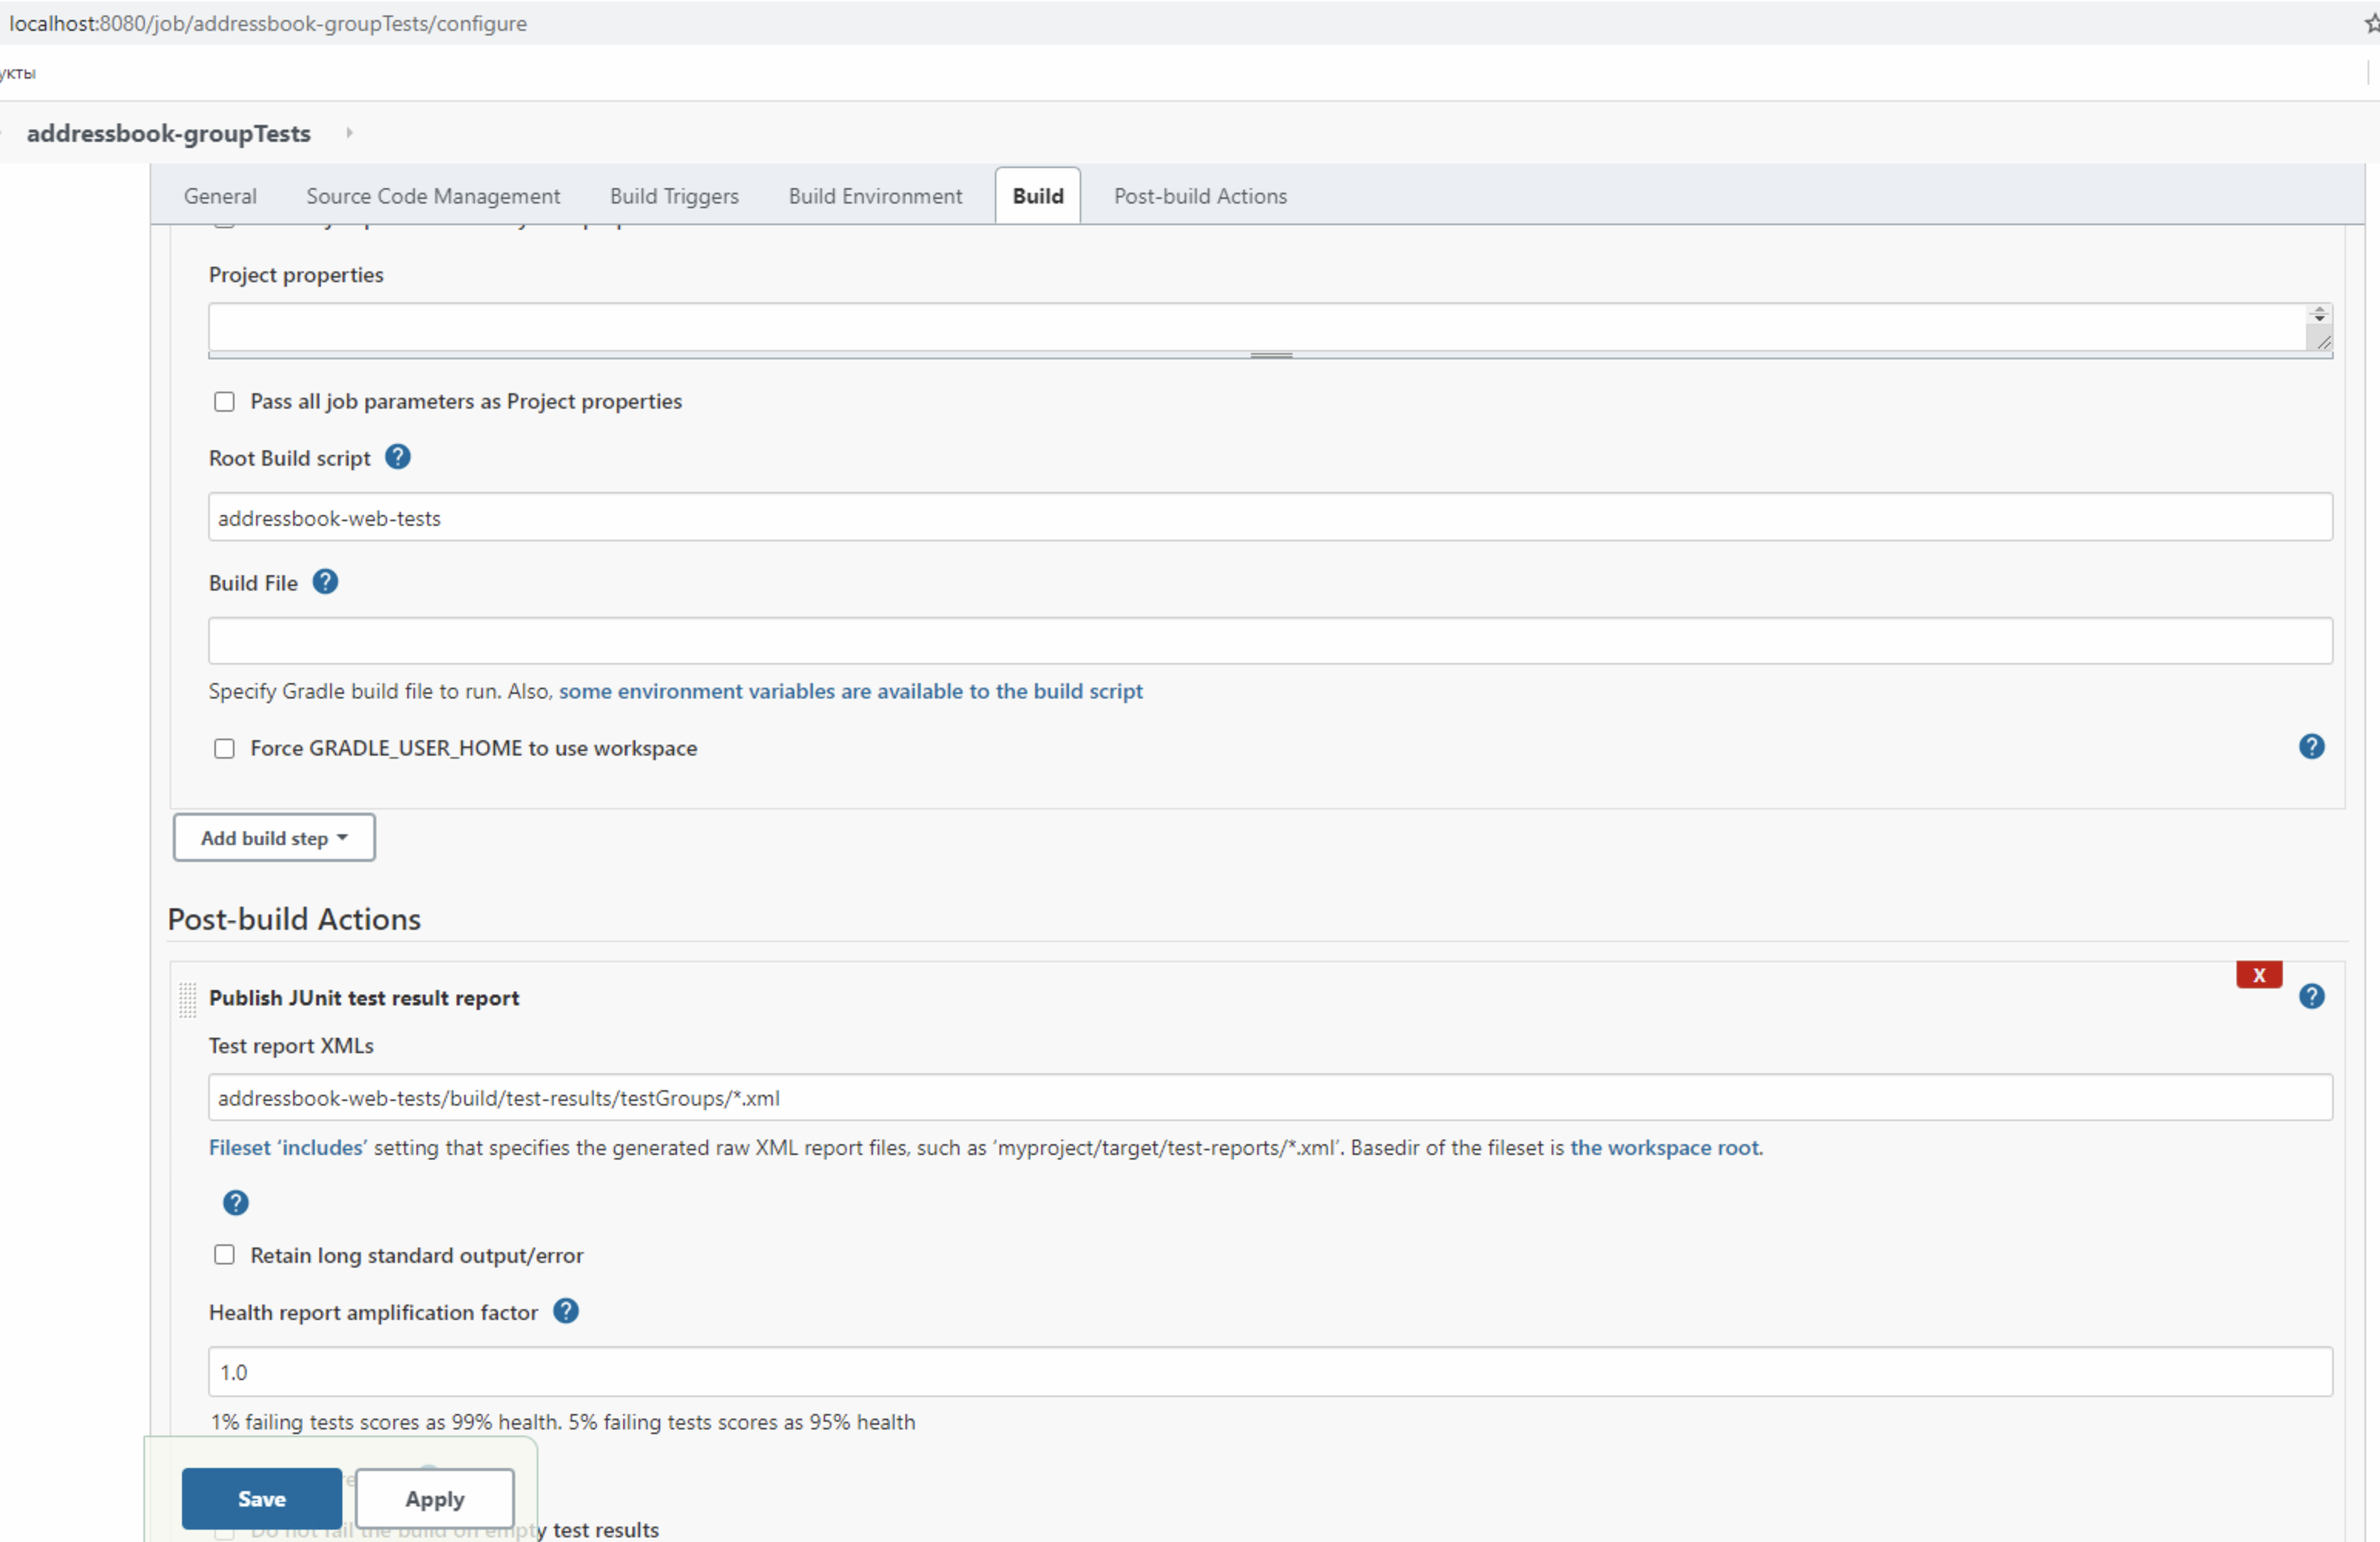 localhost:8080/job/addressbook-groupTests/configure
укты
addressbook-groupTests
General Source Code Management Build Triggers Build Environment Build Post-build Actions
Project properties
Pass all job parameters as Project properties
Root Build script ?
addressbook-web-tests
Build File ?
Specify Gradle build file to run. Also, some environment variables are available to the build script
Force GRADLE_USER_HOME to use workspace ?
Add build step
Post-build Actions
X
Publish JUnit test result report ?
Test report XMLs
addressbook-web-tests/build/test-results/testGroups/*.xml
Fileset ‘includes’ setting that specifies the generated raw XML report files, such as ‘myproject/target/test-reports/*.xml’. Basedir of the fileset is the workspace root.
?
Retain long standard output/error
Health report amplification factor ?
1.0
1% failing tests scores as 99% health. 5% failing tests scores as 95% health
Save Apply
Do not fail the build on empty test results